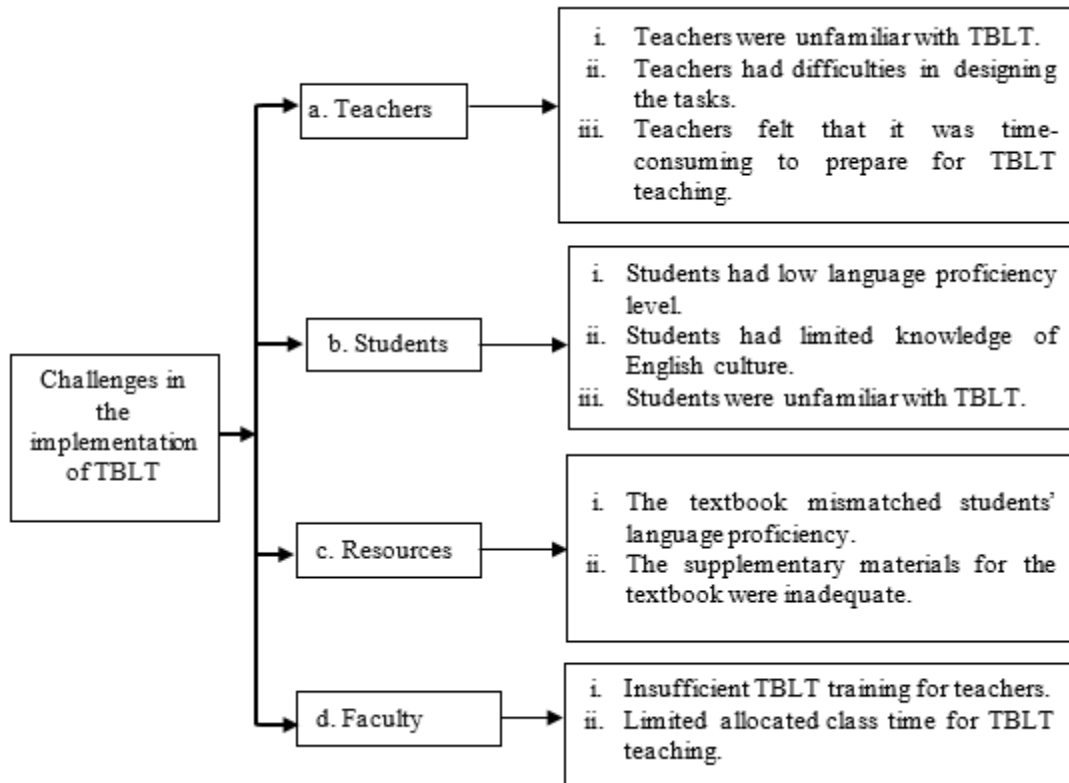 Challenges in
the
implementation
of TBLT
a. Teachers
i. Teachers were unfamiliar with TBLT.
ii. Teachers had difficulties in designing
the tasks.
iii. Teachers felt that it was time-
consuming to prepare for TBLT
teaching.
b. Students
i. Students had low language proficiency
level.
ii. Students had limited knowledge of
English culture.
iii. Students were unfamiliar with TBLT.
c. Resources
i. The textbook mismatched students’
language proficiency.
ii. The supplementary materials for the
textbook were inadequate.
d. Faculty
i. Insufficient TBLT training for teachers.
ii. Limited allocated class time for TBLT
teaching.